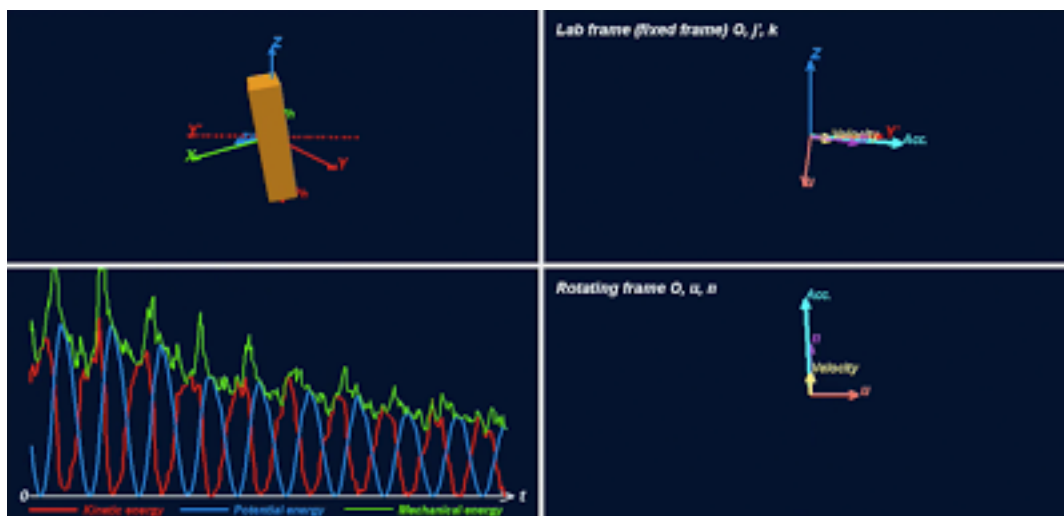 Z
Y'
X
Y
Lab frame (fixed frame) O, j', k
Z
Velocity
Y'
Acc.
0
t
Kinetic energy
Potential energy
Mechanical energy
Rotating frame O, u, n
Acc.
n
Velocity
u